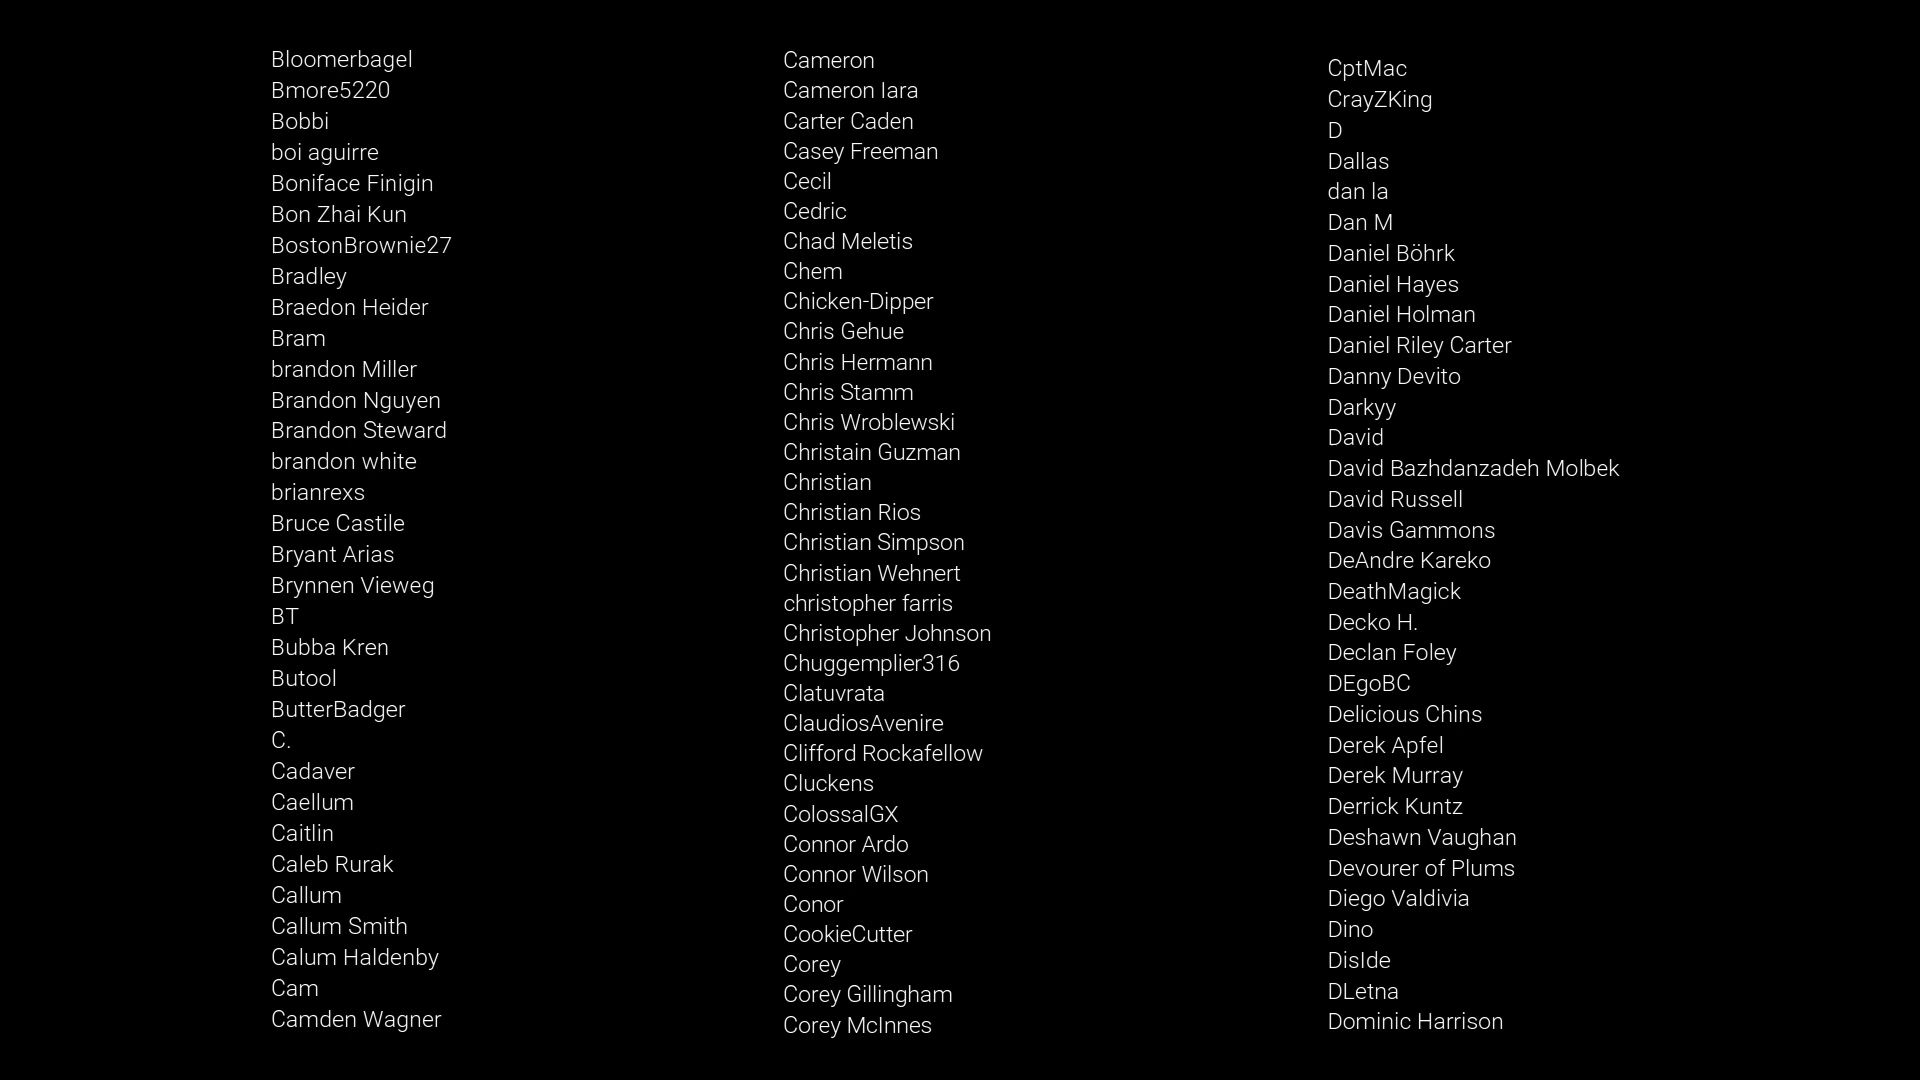 Bloomerbagel
Bmore5220
Bobbi
boi aguirre
Boniface Finigin
Bon Zhai Kun
BostonBrownie27
Bradley
Braedon Heider
Bram
brandon Miller
Brandon Nguyen
Brandon Steward
brandon white
brianrexs
Bruce Castile
Bryant Arias
Brynnen Vieweg
BT
Bubba Kren
Butool
ButterBadger
C.
Cadaver
Caellum
Caitlin
Caleb Rurak
Callum
Callum Smith
Calum Haldenby
Cam
Camden Wagner
Cameron
Cameron Iara
Carter Caden
Casey Freeman
Cecil
Cedric
Chad Meletis
Chem
Chicken-Dipper
Chris Gehue
Chris Hermann
Chris Stamm
Chris Wroblewski
Christain Guzman
Christian
Christian Rios
Christian Simpson
Christian Wehnert
christopher farris
Christopher Johnson
Chuggemplier316
Clatuvrata
ClaudiosAvenire
Clifford Rockafellow
Cluckens
ColossalGX
Connor Ardo
Connor Wilson
Conor
CookieCutter
Corey
Corey Gillingham
Corey McInnes
CptMac
CrayZKing
D
Dallas
dan la
Dan M
Daniel Böhrk
Daniel Hayes
Daniel Holman
Daniel Riley Carter
Danny Devito
Darkyy
David
David Bazhdanzadeh Molbek
David Russell
Davis Gammons
DeAndre Kareko
DeathMagick
Decko H.
Declan Foley
DEgoBC
Delicious Chins
Derek Apfel
Derek Murray
Derrick Kuntz
Deshawn Vaughan
Devourer of Plums
Diego Valdivia
Dino
DisIde
DLetna
Dominic Harrison